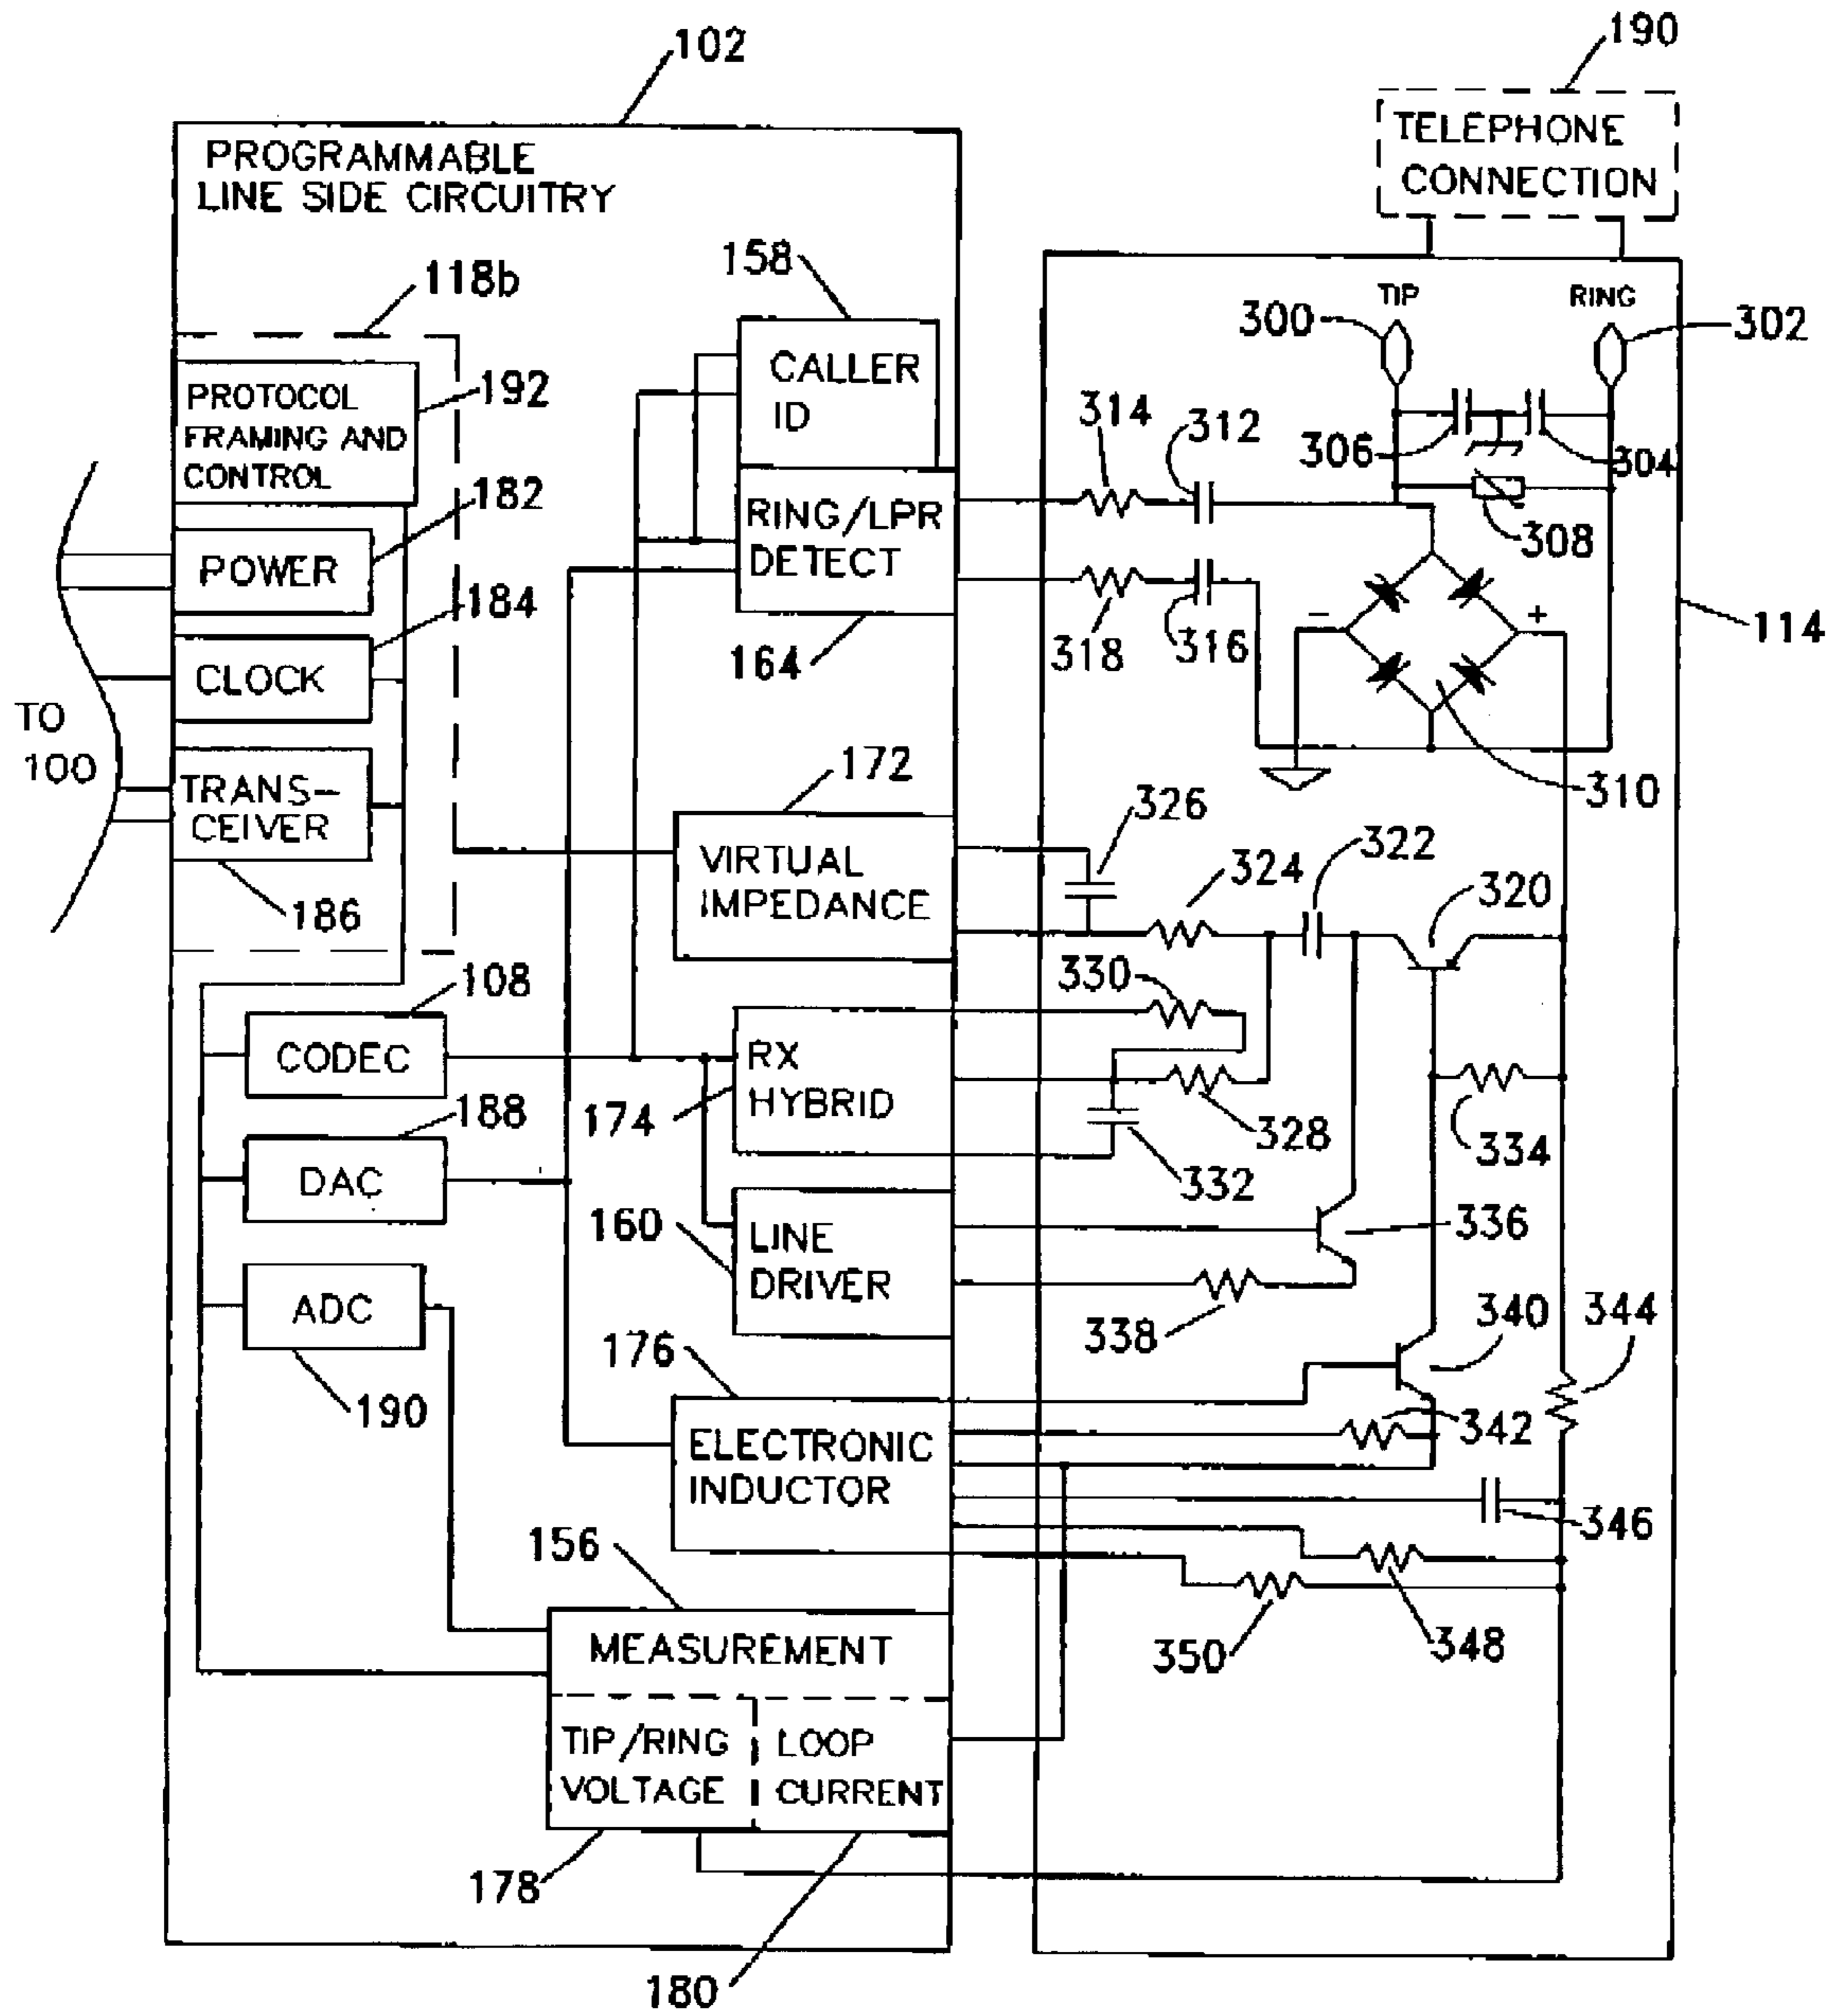 102
190
TELEPHONE
CONNECTION
PROGRAMMABLE
LINE SIDE CIRCUITRY
158
118b
TIP
RING
300
302
CALLER
ID
PROTOCOL
FRAMING AND
CONTROL
192
314
312
306
304
RING/LPR
DETECT
182
308
POWER
184
–
+
114
164
318
316
CLOCK
TO
100
172
310
TRANS-
CEIVER
326
322
324
VIRTUAL
IMPEDANCE
320
186
108
330
CODEC
RX
HYBRID
174
328
334
188
332
DAC
160
LINE
DRIVER
336
ADC
338
340
344
176
190
342
ELECTRONIC
INDUCTOR
346
156
350
348
MEASUREMENT
TIP/RING
VOLTAGE
LOOP
CURRENT
178
180